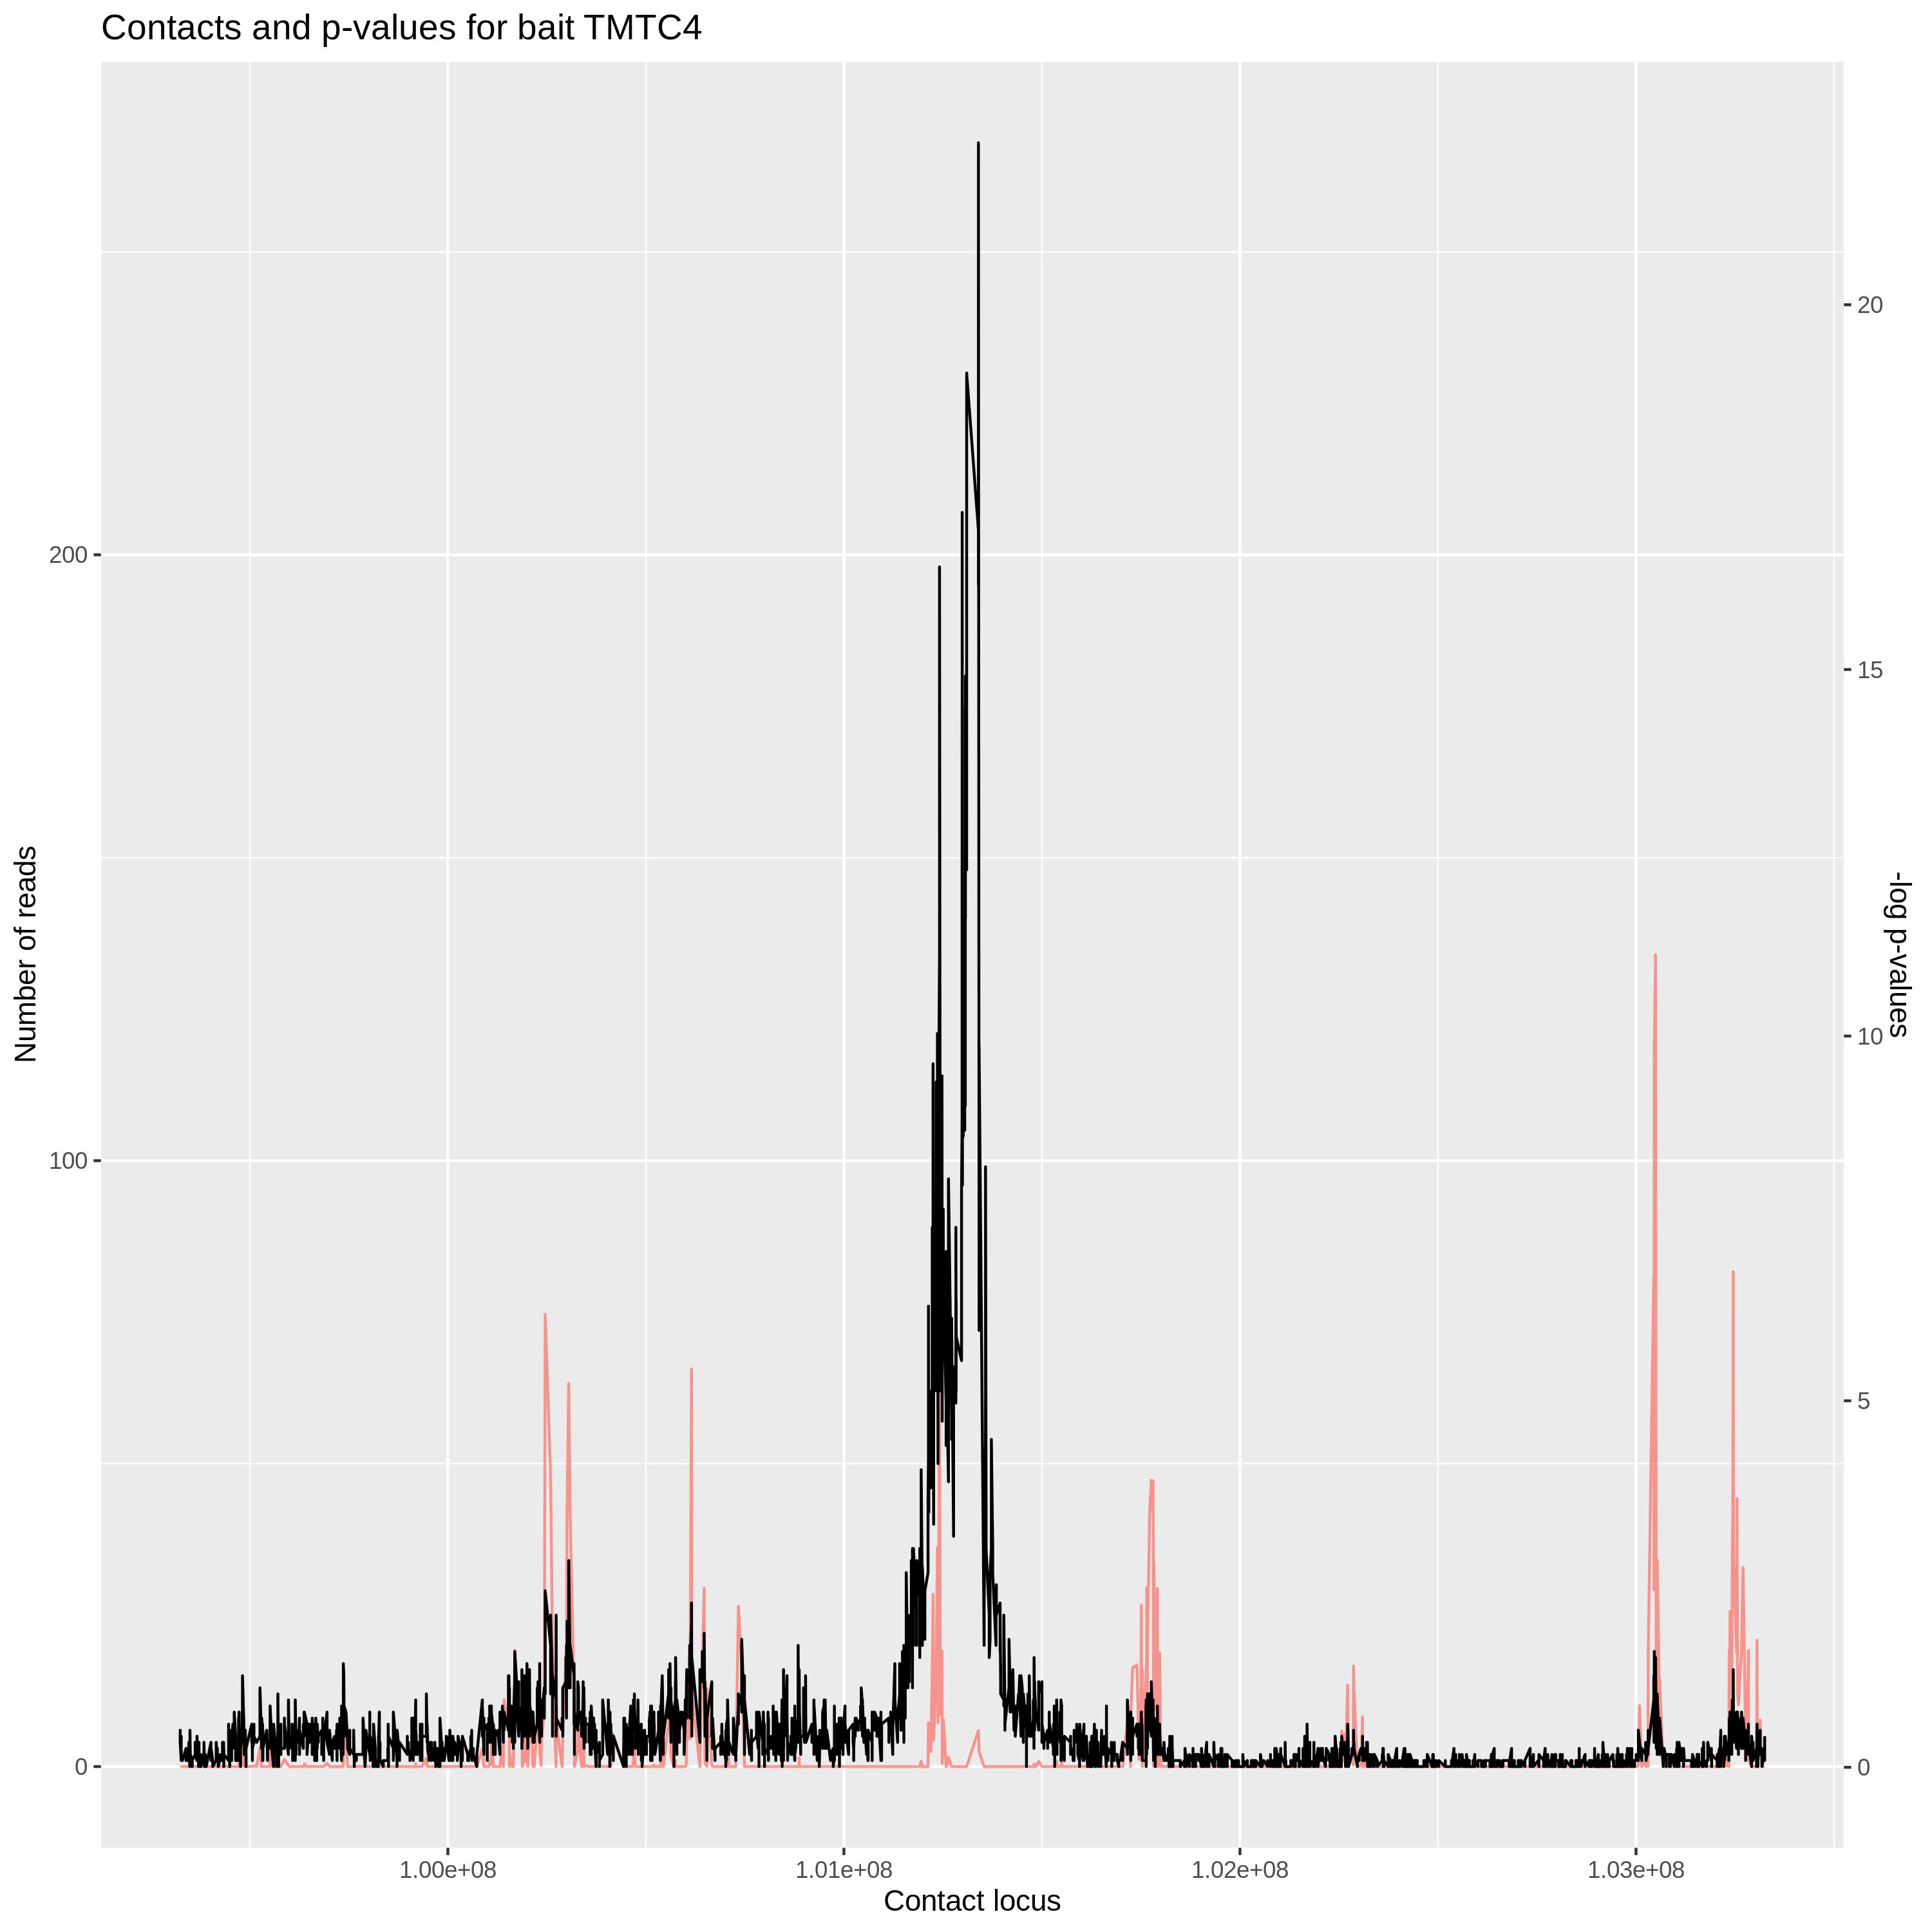 Contacts and p-values for bait TMTC4
Number of reads
200
100
0
-log p-values
20
15
10
5
0
1.00e+08
1.01e+08
1.02e+08
1.03e+08
Contact locus